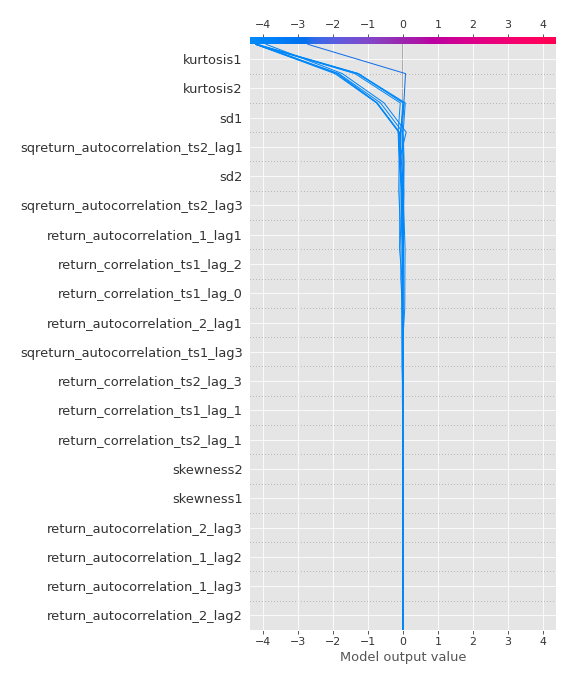 −4 −3 −2 −1 0 1 2 3 4
kurtosis1
kurtosis2
sd1
sqreturn_autocorrelation_ts2_lag1
sd2
sqreturn_autocorrelation_ts2_lag3
return_autocorrelation_1_lag1
return_correlation_ts1_lag_2
return_correlation_ts1_lag_0
return_autocorrelation_2_lag1
sqreturn_autocorrelation_ts1_lag3
return_correlation_ts2_lag_3
return_correlation_ts1_lag_1
return_correlation_ts2_lag_1
skewness2
skewness1
return_autocorrelation_2_lag3
return_autocorrelation_1_lag2
return_autocorrelation_1_lag3
return_autocorrelation_2_lag2
−4 −3 −2 −1 0 1 2 3 4
Model output value